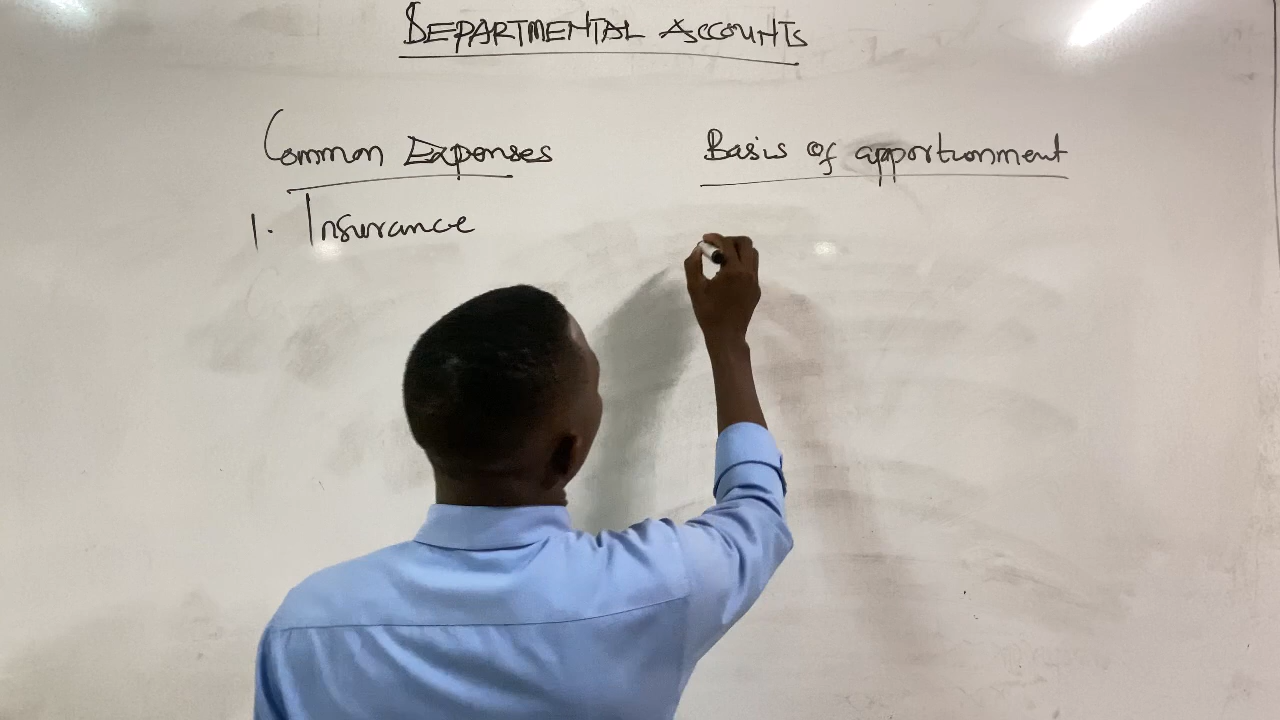 DEPARTMENTAL ACCOUNTS
Common Expenses
Basis of apportionment
1. Insurance